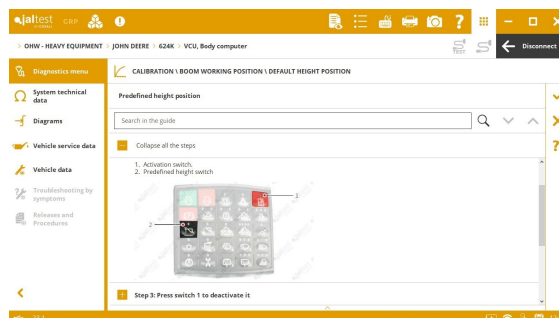 jaltest GRP
OHW - HEAVY EQUIPMENT > JOHN DEERE > 624K > VCU, Body computer
TEST
Disconnect
Diagnostics menu
CALIBRATION \ BOOM WORKING POSITION \ DEFAULT HEIGHT POSITION
System technical data
Predefined height position
Diagrams
Search in the guide
Vehicle service data
Collapse all the steps
Vehicle data
1. Activation switch.
2. Predefined height switch
Troubleshooting by symptoms
1
2
Releases and Procedures
Step 3: Press switch 1 to deactivate it